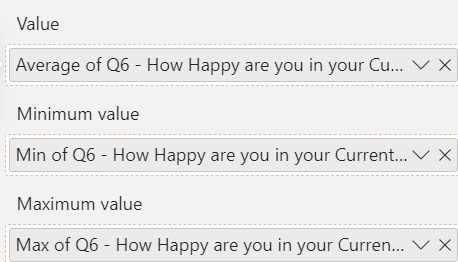 Value
Average of Q6 - How Happy are you in your Cu...
Minimum value
Min of Q6 - How Happy are you in your Current...
Maximum value
Max of Q6 - How Happy are you in your Curren...